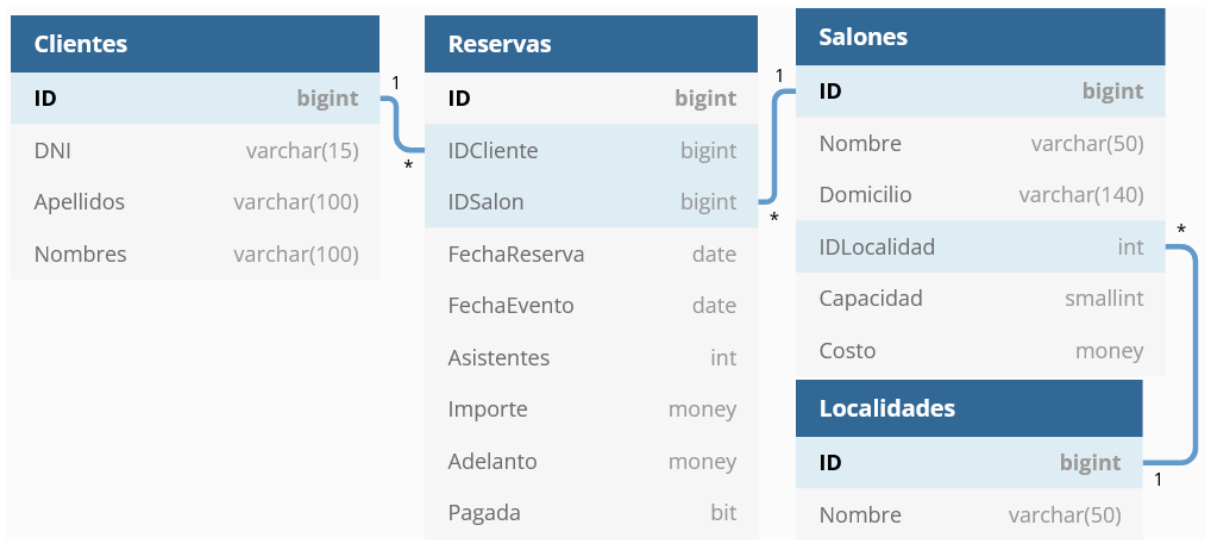 Clientes
ID bigint
DNI varchar(15)
Apellidos varchar(100)
Nombres varchar(100)
1
*
Reservas
ID bigint
IDCliente bigint
IDSalon bigint
FechaReserva date
FechaEvento date
Asistentes int
Importe money
Adelanto money
Pagada bit
1
*
Salones
ID bigint
Nombre varchar(50)
Domicilio varchar(140)
IDLocalidad int
Capacidad smallint
Costo money
*
1
Localidades
ID bigint
Nombre varchar(50)